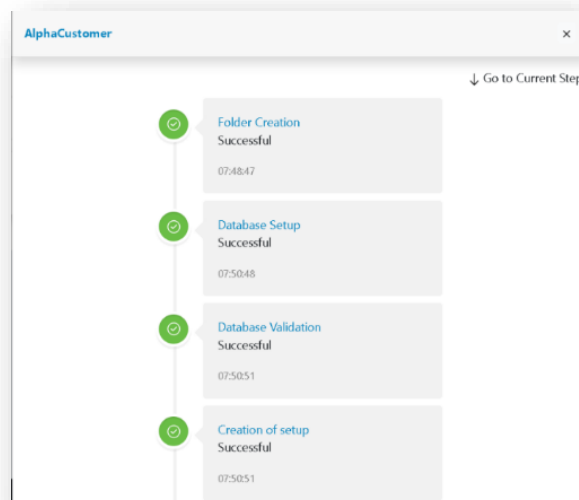 AlphaCustomer
×
↓ Go to Current Step
Folder Creation
Successful
07:48:47
Database Setup
Successful
07:50:48
Database Validation
Successful
07:50:51
Creation of setup
Successful
07:50:51